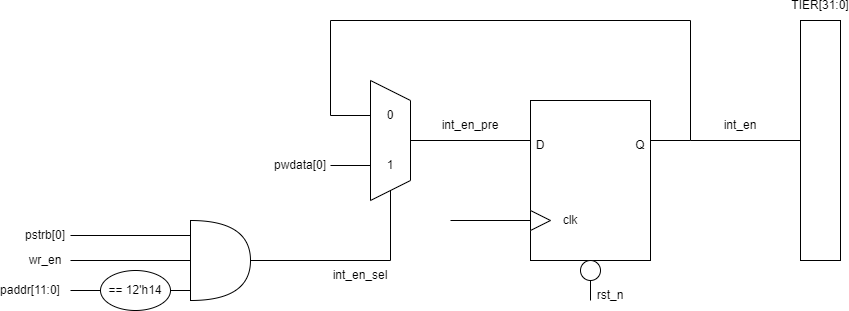 TIER[31:0]
0
int_en_pre
int_en
D
Q
pwdata[0]
1
clk
pstrb[0]
wr_en
int_en_sel
paddr[11:0]
== 12'h14
rst_n